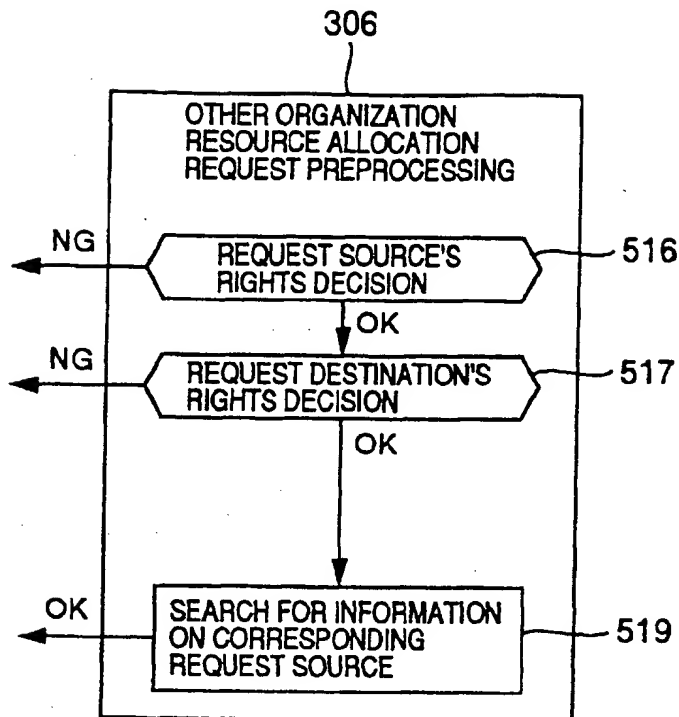 306
OTHER ORGANIZATION
RESOURCE ALLOCATION
REQUEST PREPROCESSING
NG
REQUEST SOURCE'S
RIGHTS DECISION
516
OK
NG
REQUEST DESTINATION'S
RIGHTS DECISION
517
OK
OK
SEARCH FOR INFORMATION
ON CORRESPONDING
REQUEST SOURCE
519